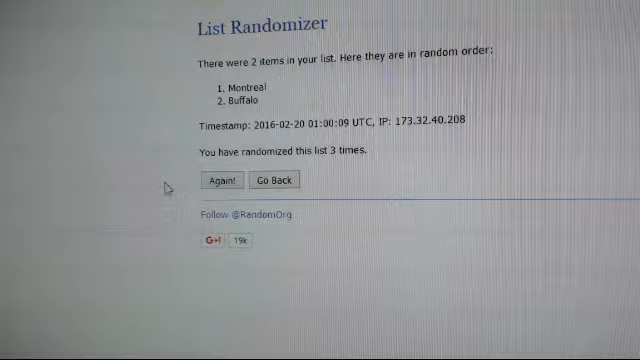 List Randomizer
There were 2 items in your list. Here they are in random order:
1. Montreal
2. Buffalo
Timestamp: 2016-02-20 01:00:09 UTC, IP: 173.32.40.208
You have randomized this list 3 times.
Again! Go Back
Follow @RandomOrg
G+1 19k